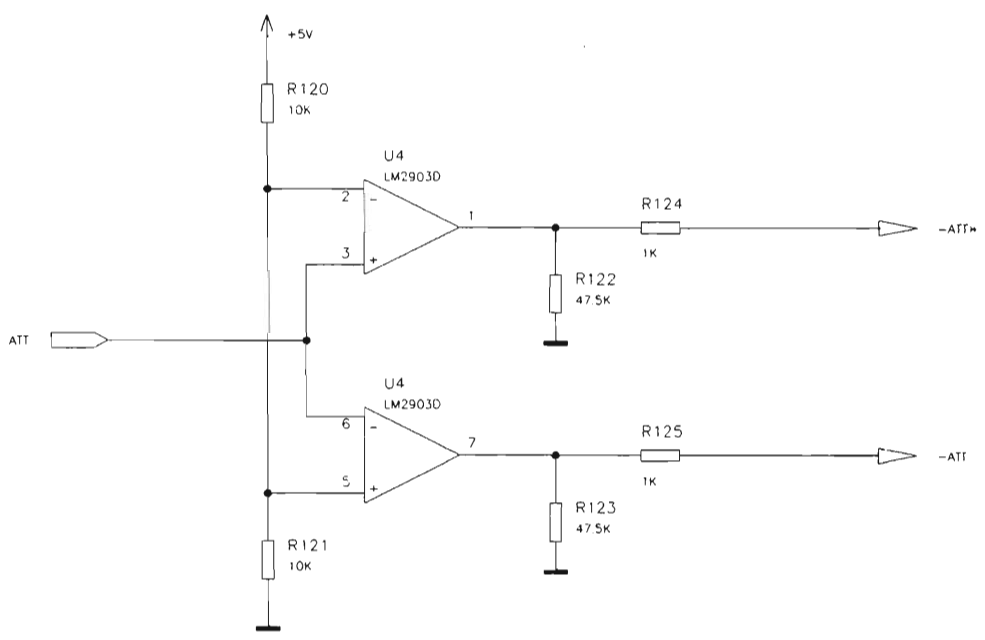 +5V
R120
10K
U4
LM2903D
2
-
1
R124
1K
-ATT*
3
+
R122
47.5K
ATT
U4
LM2903D
6
-
7
R125
1K
-ATT
5
+
R123
47.5K
R121
10K